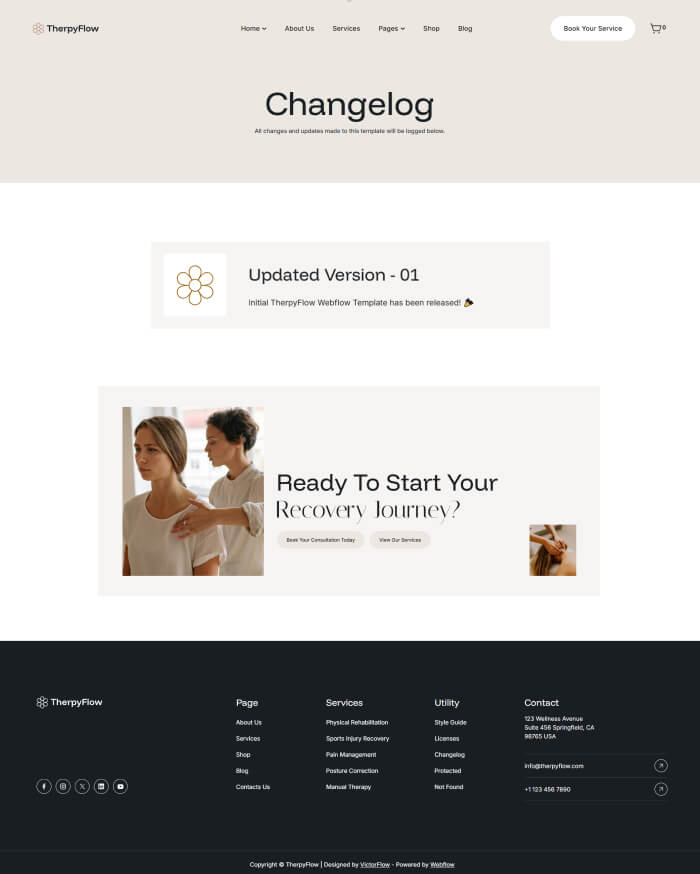 TherpyFlow
Home About Us Services Pages Shop Blog
Book Your Service
0
Changelog
All changes and updates made to this template will be logged below.
Updated Version - 01
Initial TherpyFlow Webflow Template has been released! 🎉
Ready To Start Your
Recovery Journey?
Book Your Consultation Today
View Our Services
TherpyFlow
Page
About Us
Services
Shop
Blog
Contacts Us
Services
Physical Rehabilitation
Sports Injury Recovery
Pain Management
Posture Correction
Manual Therapy
Utility
Style Guide
Licenses
Changelog
Protected
Not Found
Contact
123 Wellness Avenue
Suite 456 Springfield, CA
98765 USA
info@therpyflow.com
+1 123 456 7890
Copyright © TherpyFlow | Designed by VictorFlow - Powered by Webflow